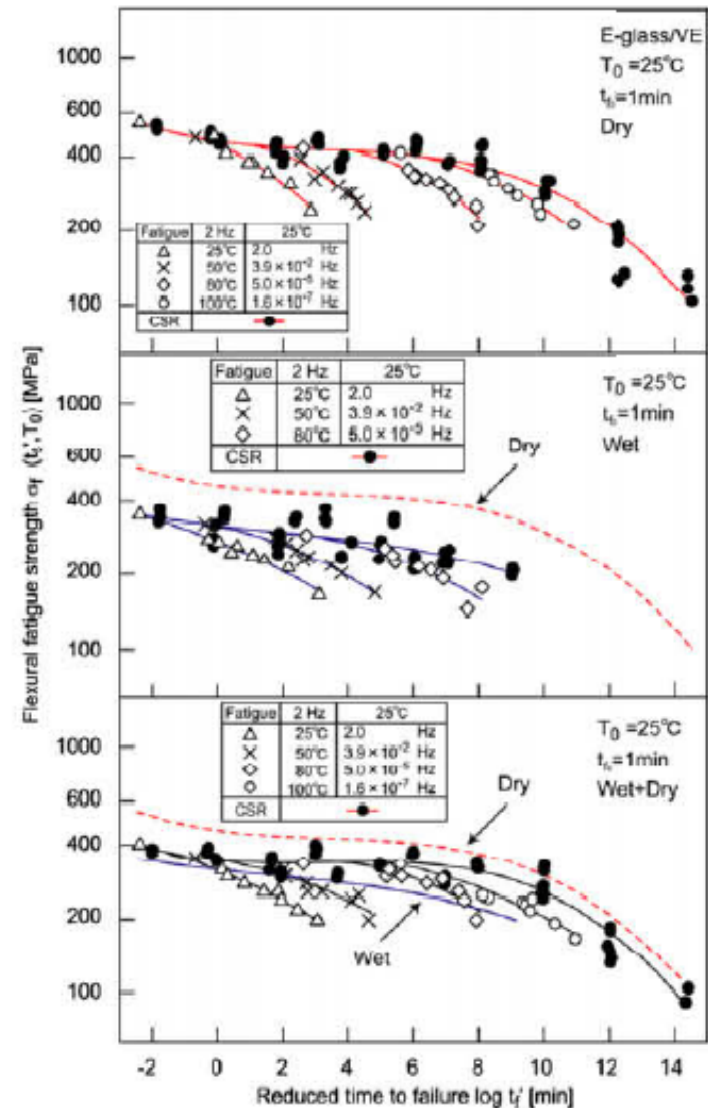 E-glass/VE
T0 =25°C
tf0=1min
Dry
1000
600
400
200
100
Fatigue 2 Hz 25°C
25°C 2.0 Hz
50°C 3.9 × 10⁻² Hz
80°C 5.0 × 10⁻⁵ Hz
100°C 1.6 × 10⁻⁷ Hz
CSR
Flexural fatigue strength σf (tf', T0) [MPa]
T0 =25°C
=1min
Wet
1000
600
400
200
100
Fatigue 2 Hz 25°C
25°C 2.0 Hz
50°C 3.9 × 10⁻² Hz
80°C 5.0 × 10⁻⁵ Hz
CSR
Dry
T0 =25°C
=1min
Wet+Dry
1000
600
400
200
100
Fatigue 2 Hz 25°C
25°C 2.0 Hz
50°C 3.9 × 10⁻² Hz
80°C 5.0 × 10⁻⁵ Hz
100°C 1.6 × 10⁻⁷ Hz
CSR
Dry
Wet
-2 0 2 4 6 8 10 12 14
Reduced time to failure log tf' [min]